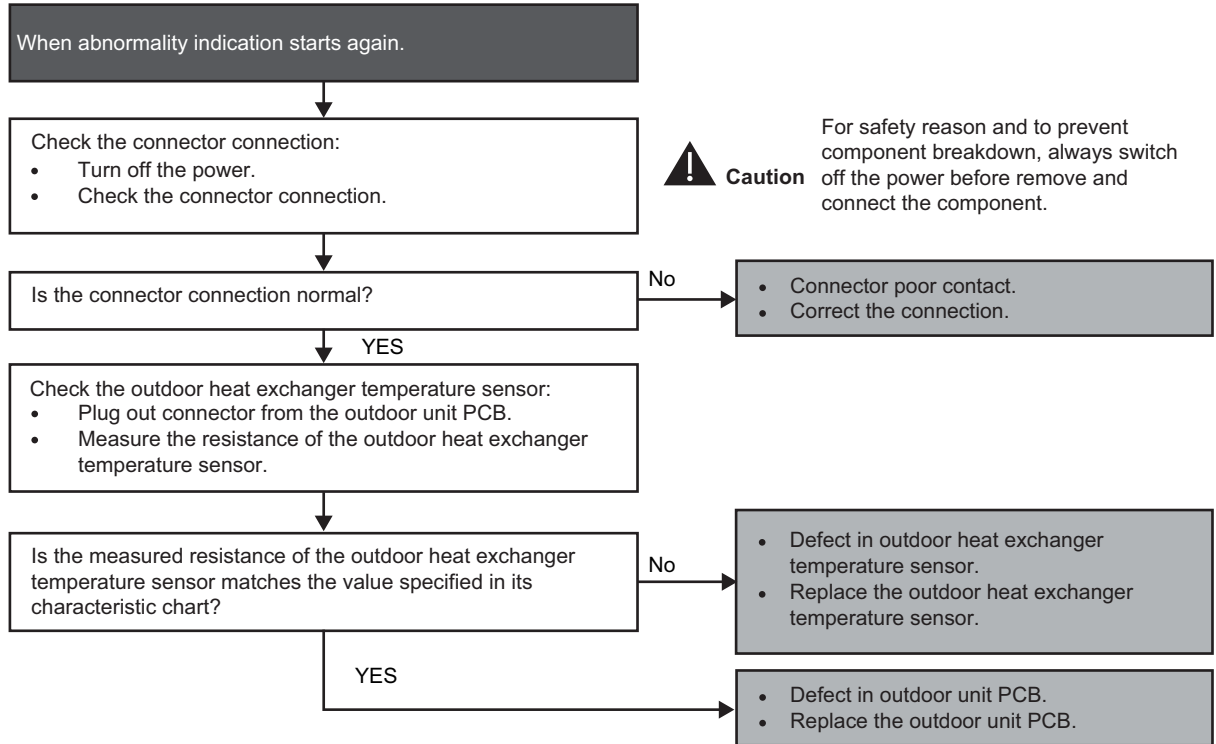 When abnormality indication starts again.
Check the connector connection:
• Turn off the power.
• Check the connector connection.
Caution
For safety reason and to prevent
component breakdown, always switch
off the power before remove and
connect the component.
Is the connector connection normal?
No
• Connector poor contact.
• Correct the connection.
YES
Check the outdoor heat exchanger temperature sensor:
• Plug out connector from the outdoor unit PCB.
• Measure the resistance of the outdoor heat exchanger
temperature sensor.
Is the measured resistance of the outdoor heat exchanger
temperature sensor matches the value specified in its
characteristic chart?
No
• Defect in outdoor heat exchanger
temperature sensor.
• Replace the outdoor heat exchanger
temperature sensor.
YES
• Defect in outdoor unit PCB.
• Replace the outdoor unit PCB.